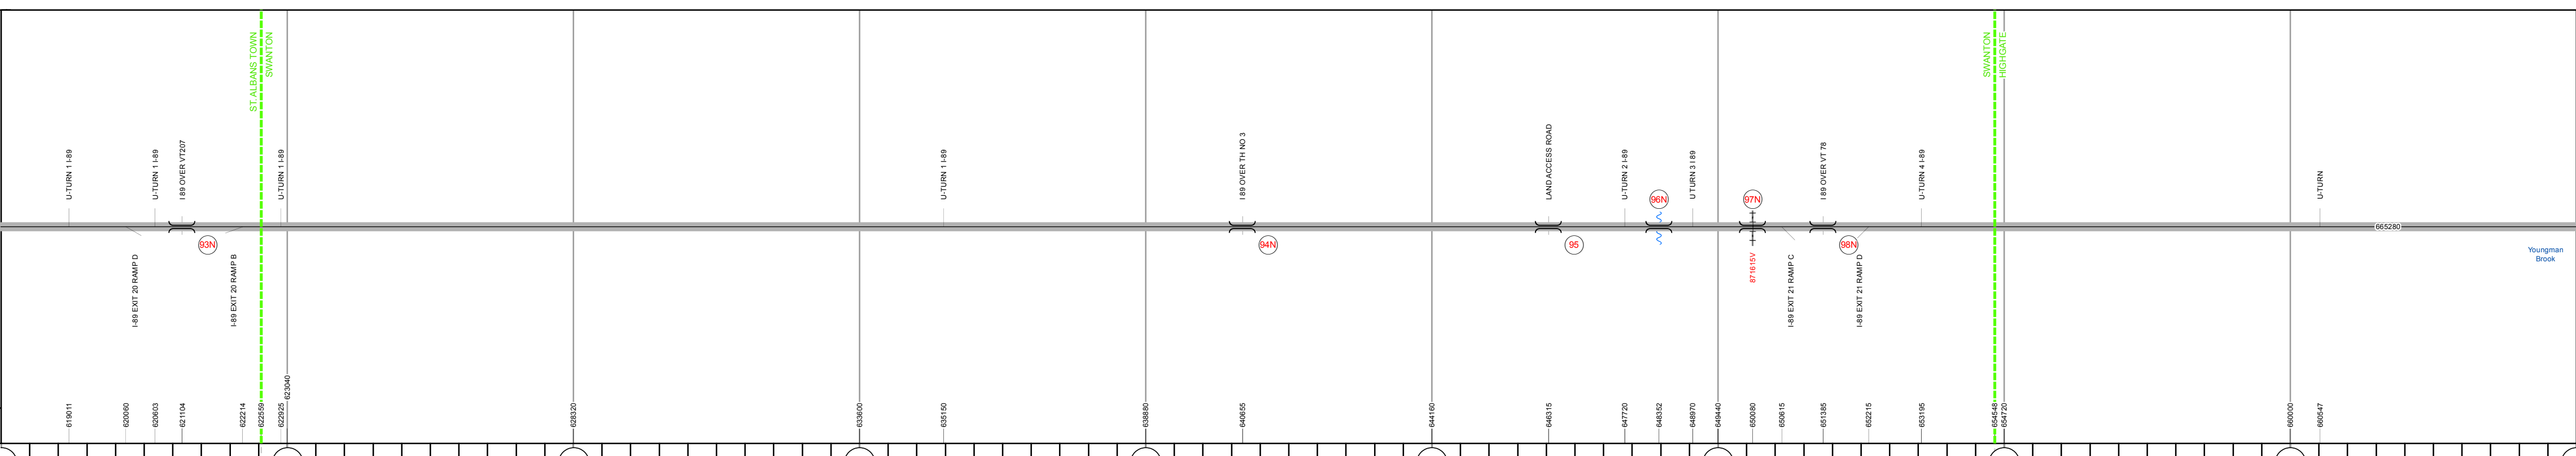 ST. ALBANS TOWN
SWANTON
SWANTON
HIGHGATE
U-TURN 1 I-89
U-TURN 1 I-89
I 89 OVER VT207
U-TURN 1 I-89
U-TURN 1 I-89
I 89 OVER TH NO 3
LAND ACCESS ROAD
U-TURN 2 I-89
U TURN 3 I 89
I 89 OVER VT 78
U-TURN 4 I-89
U-TURN
96N
97N
665280
93N
94N
95
98N
Youngman
Brook
I-89 EXIT 20 RAMP D
I-89 EXIT 20 RAMP B
871615V
I-89 EXIT 21 RAMP C
I-89 EXIT 21 RAMP D
619011
620060
620603
621104
622214
622559
622925
623040
628320
633600
635150
638880
640655
644160
646315
647720
648352
648970
649440
650080
650615
651385
652215
653195
654548
654720
660000
660547